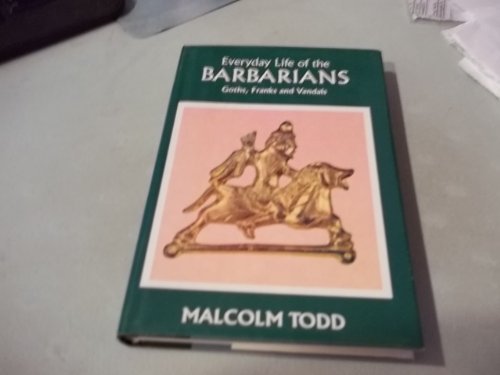 Everyday Life of the
BARBARIANS
Goths, Franks and Vandals
MALCOLM TODD